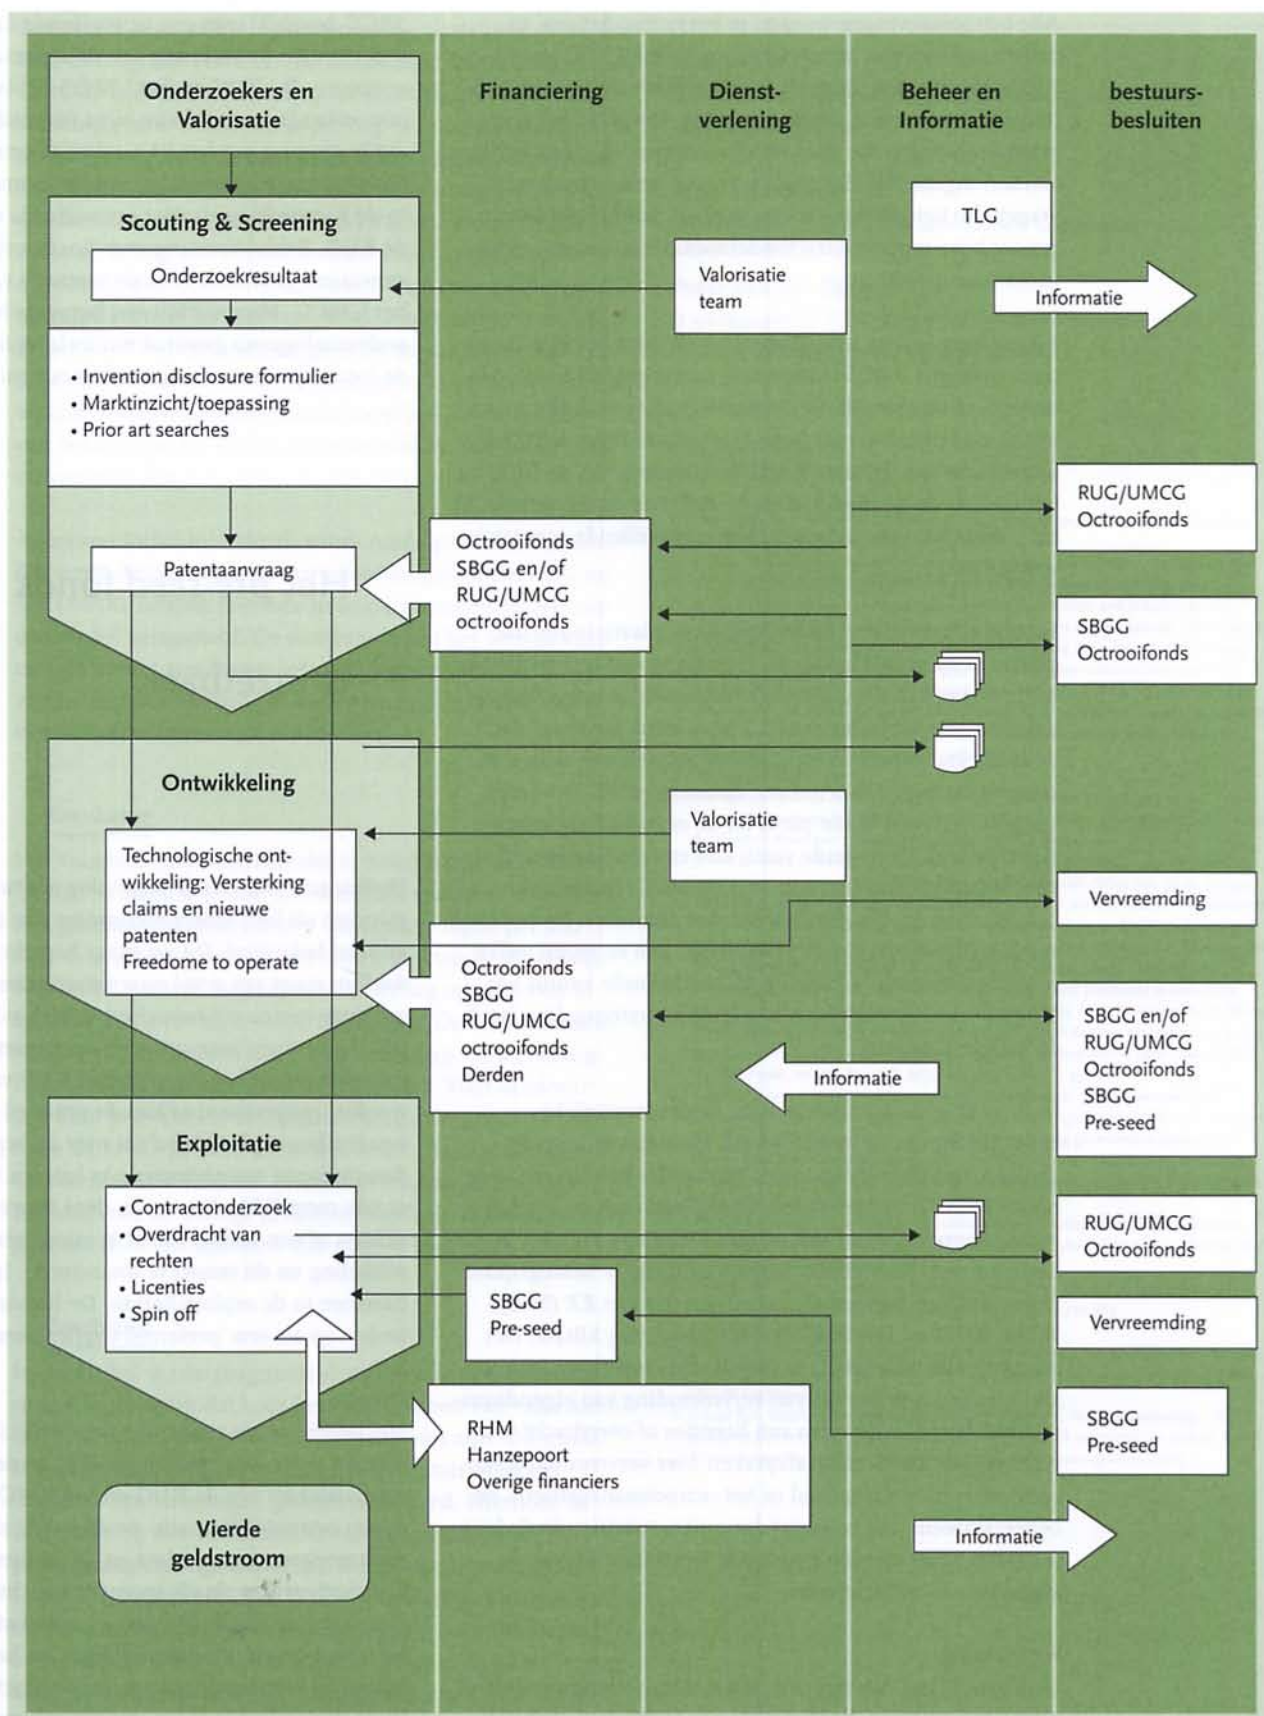 Onderzoekers en
Valorisatie
Financiering
Dienst-
verlening
Beheer en
Informatie
bestuurs-
besluiten
Scouting & Screening
Onderzoekresultaat
Valorisatie
team
TLG
Informatie
• Invention disclosure formulier
• Marktinzicht/toepassing
• Prior art searches
Patentaanvraag
Octrooifonds
SBGG en/of
RUG/UMCG
octrooifonds
RUG/UMCG
Octrooifonds
SBGG
Octrooifonds
Ontwikkeling
Technologische ont-
wikkeling: Versterking
claims en nieuwe
patenten
Freedome to operate
Valorisatie
team
Vervreemding
Octrooifonds
SBGG
RUG/UMCG
octrooifonds
Derden
Informatie
SBGG en/of
RUG/UMCG
Octrooifonds
SBGG
Pre-seed
Exploitatie
• Contractonderzoek
• Overdracht van
rechten
• Licenties
• Spin off
SBGG
Pre-seed
RUG/UMCG
Octrooifonds
Vervreemding
RHM
Hanzepoort
Overige financiers
SBGG
Pre-seed
Informatie
Vierde
geldstroom